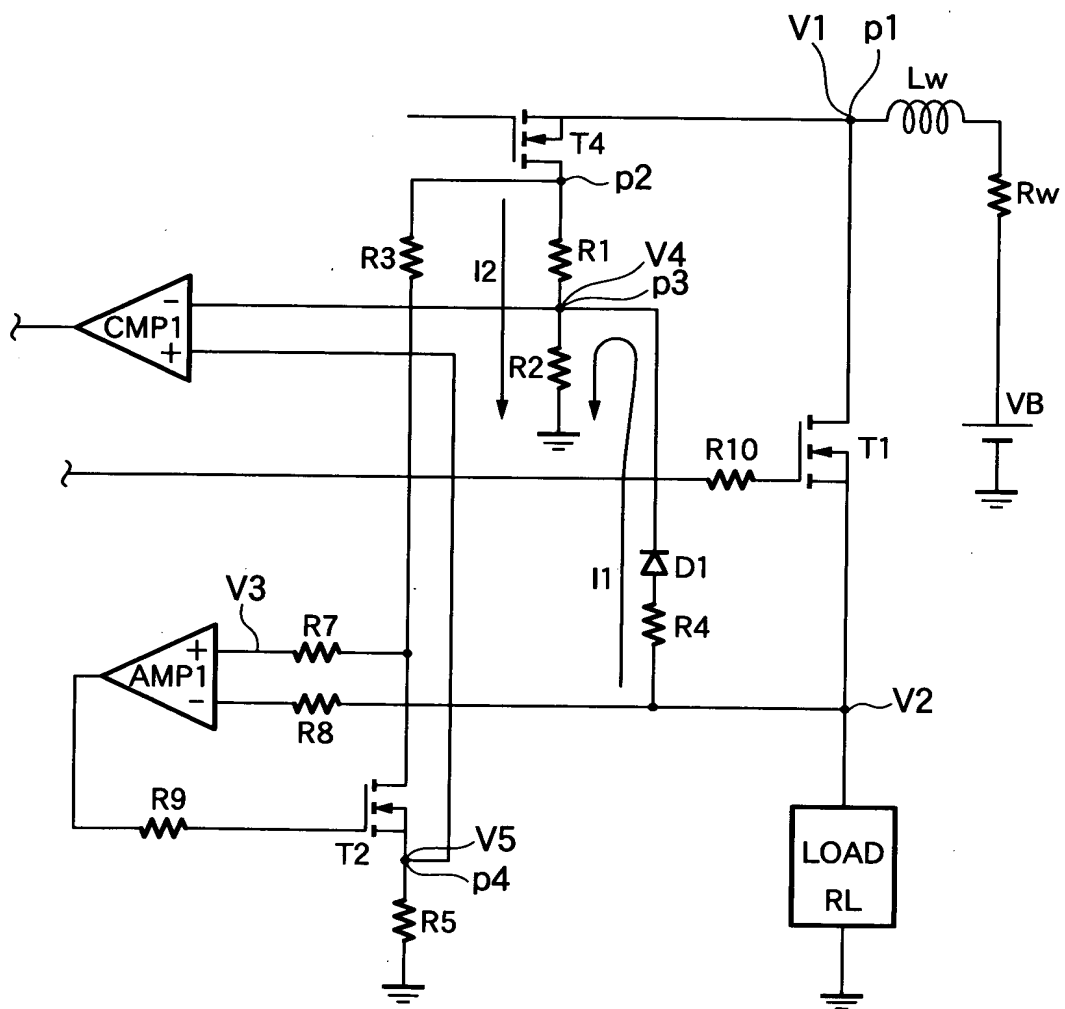 V1 p1
Lw
T4
p2
Rw
R3
I2
R1
V4
p3
CMP1
-
+
R2
VB
R10
T1
I1
D1
V3
R7
R4
AMP1
+
-
R8
V2
R9
T2
V5
p4
LOAD
RL
R5